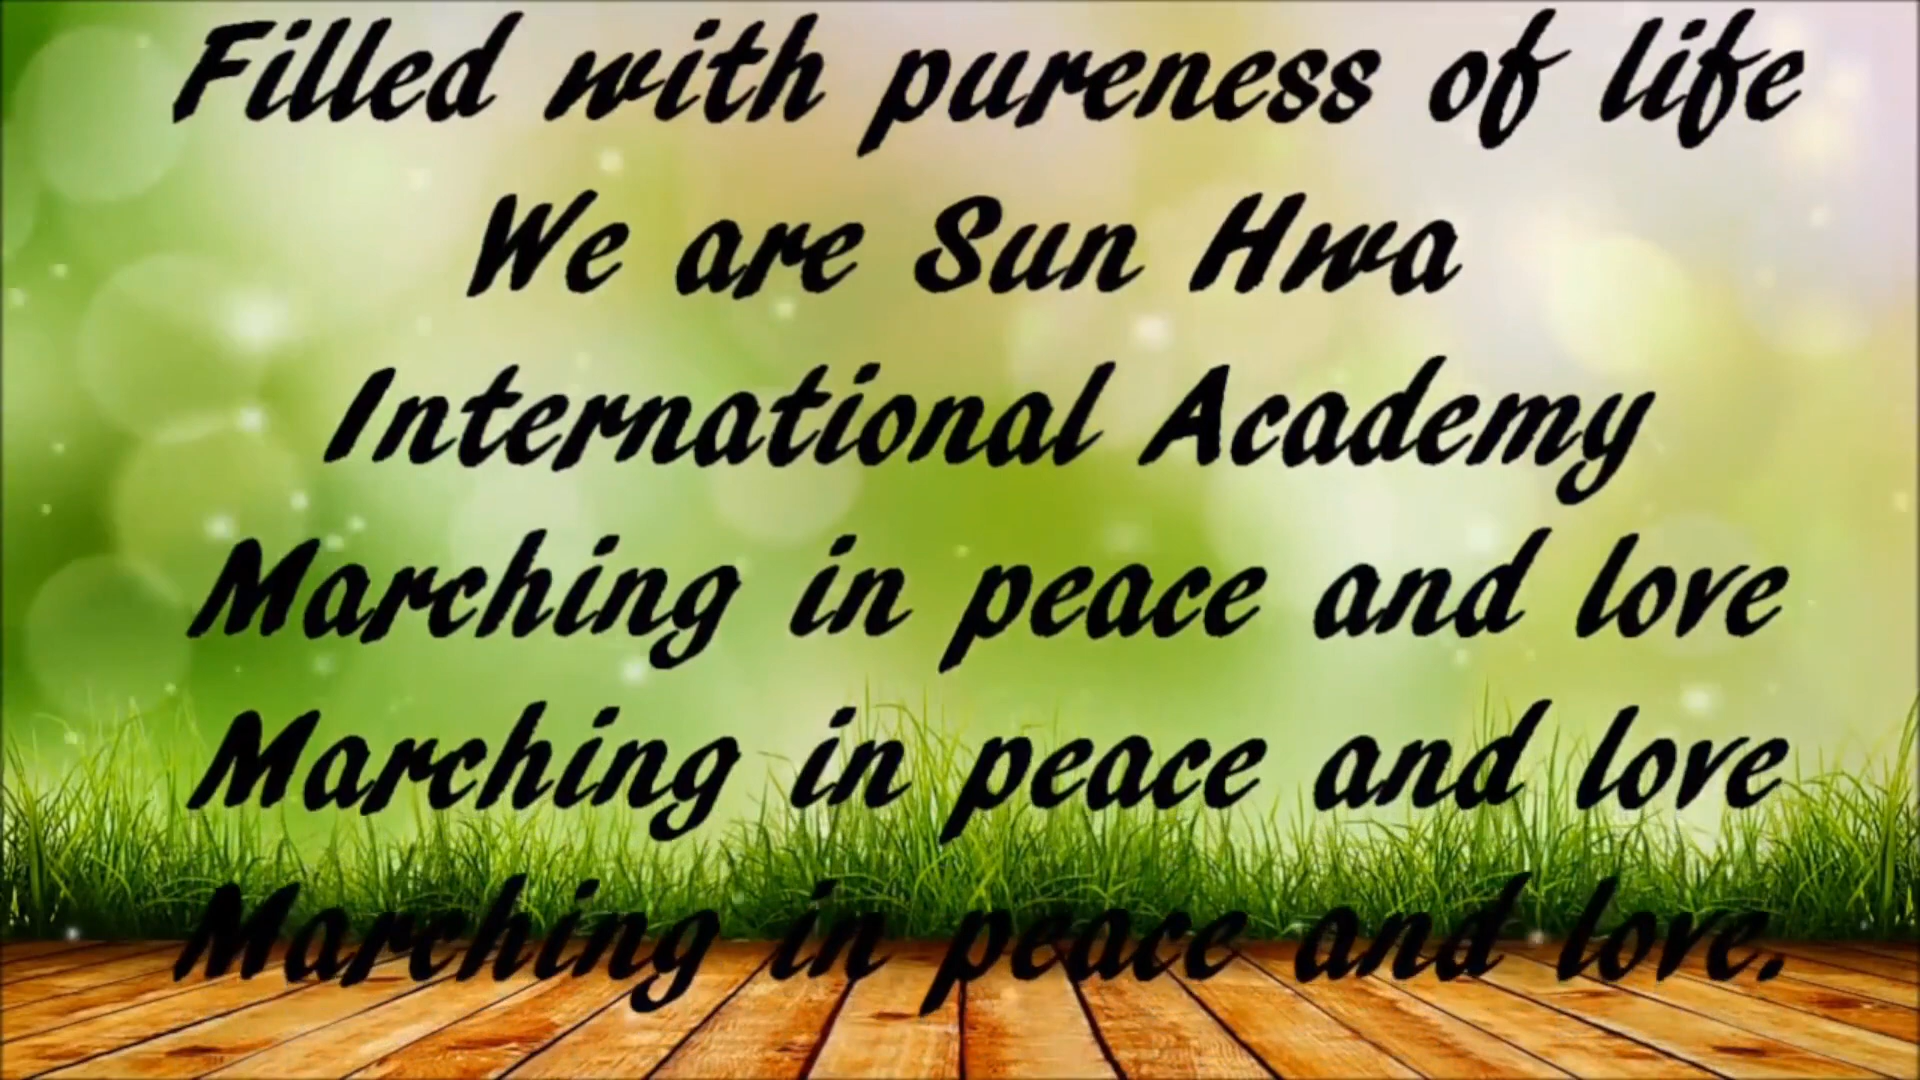 Filled with pureness of life
We are Sun Hwa
International Academy
Marching in peace and love
Marching in peace and love
Marching in peace and love.